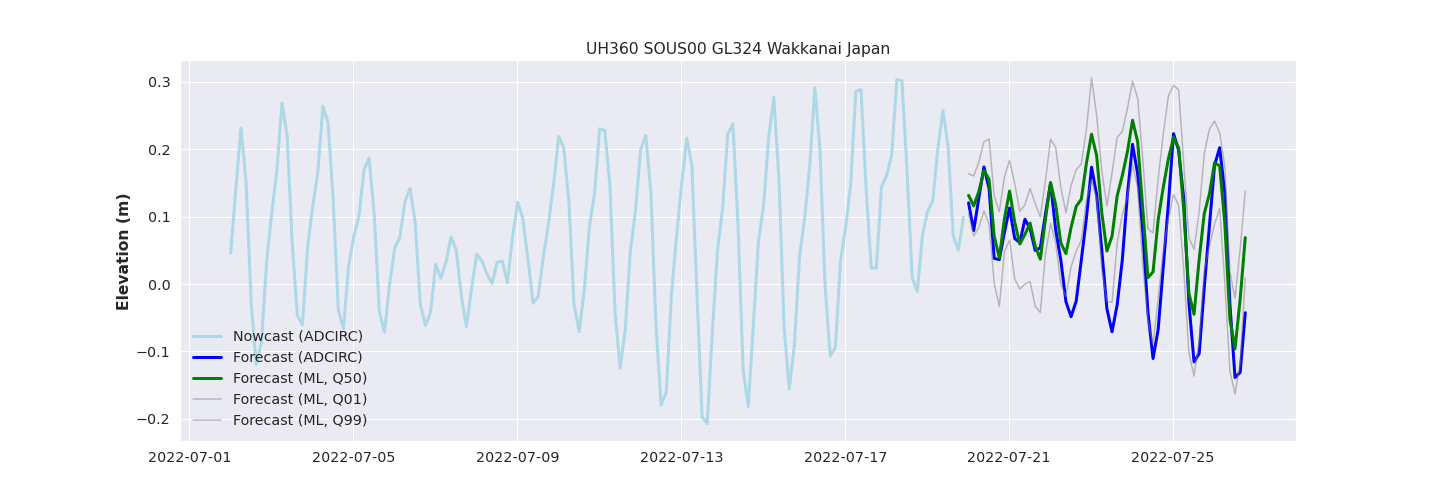 UH360 SOUS00 GL324 Wakkanai Japan
Elevation (m)
0.3
0.2
0.1
0.0
−0.1
−0.2
Nowcast (ADCIRC)
Forecast (ADCIRC)
Forecast (ML, Q50)
Forecast (ML, Q01)
Forecast (ML, Q99)
2022-07-01 2022-07-05 2022-07-09 2022-07-13 2022-07-17 2022-07-21 2022-07-25